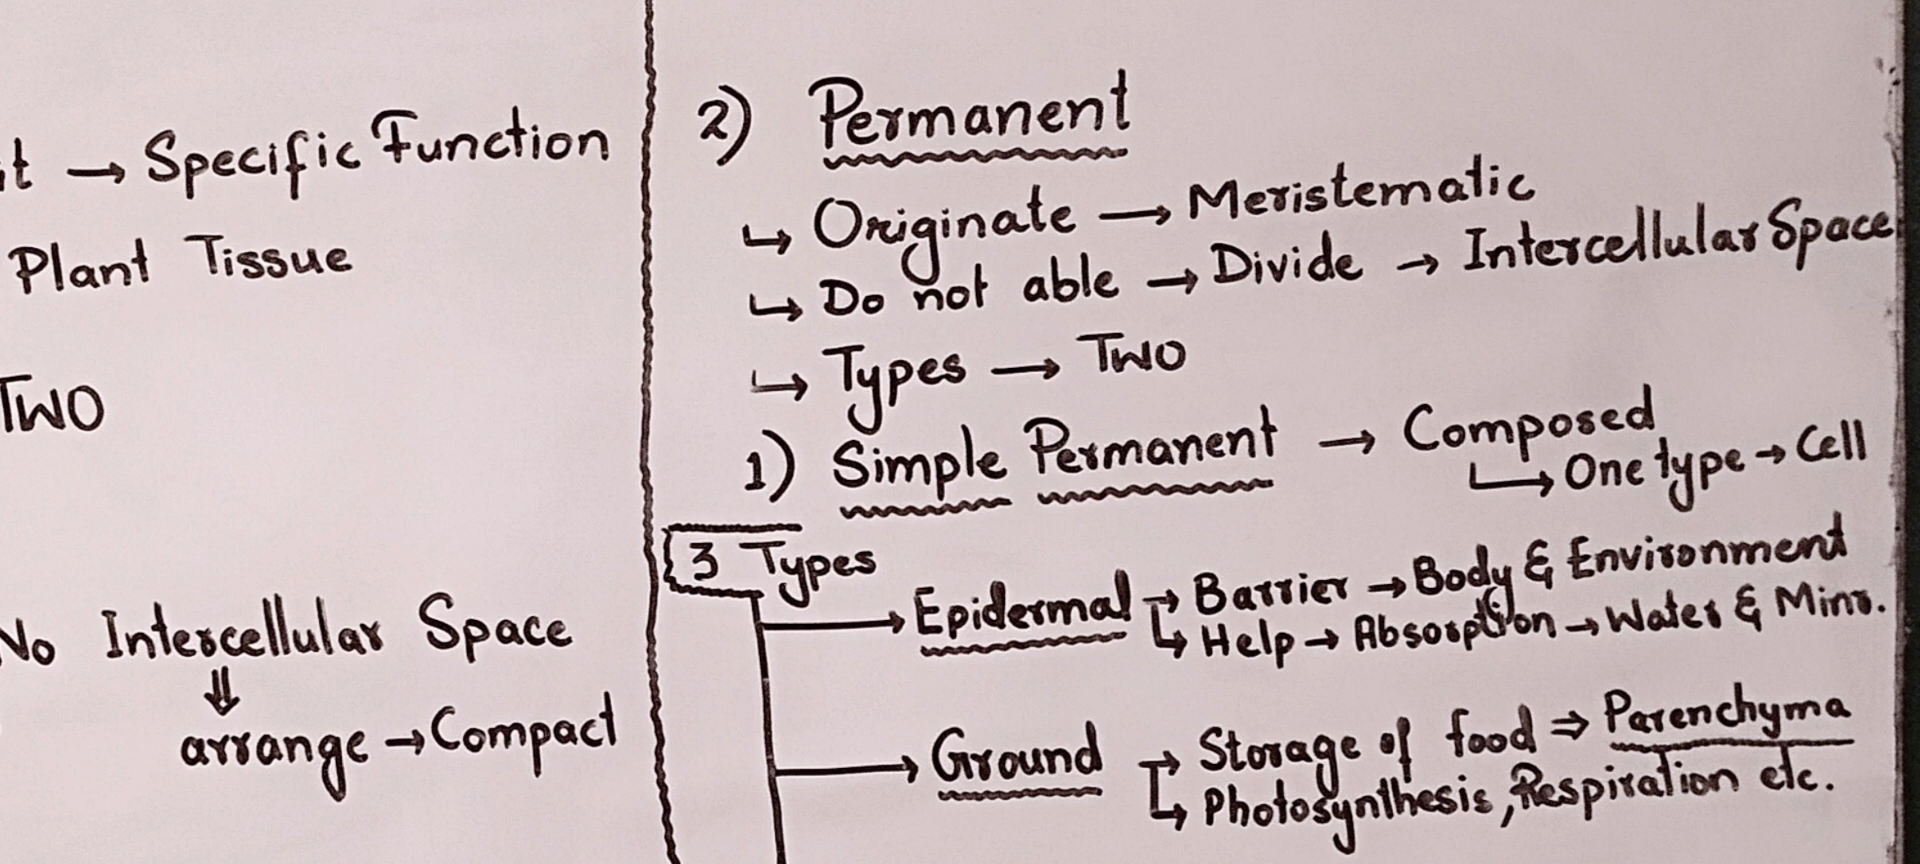 t → Specific Function
Plant Tissue
TWO
No Intercellular Space
⇓
arrange → Compact
2) Permanent
↳ Originate → Meristematic
↳ Do not able → Divide → Intercellular Space
↳ Types → Two
1) Simple Permanent → Composed
↳ One type → Cell
3 Types
→ Epidermal → Barrier → Body & Environment
↳ Help → Absorption → Water & Minr.
→ Ground → Storage of food ⇒ Parenchyma
↳ Photosynthesis, Respiration etc.